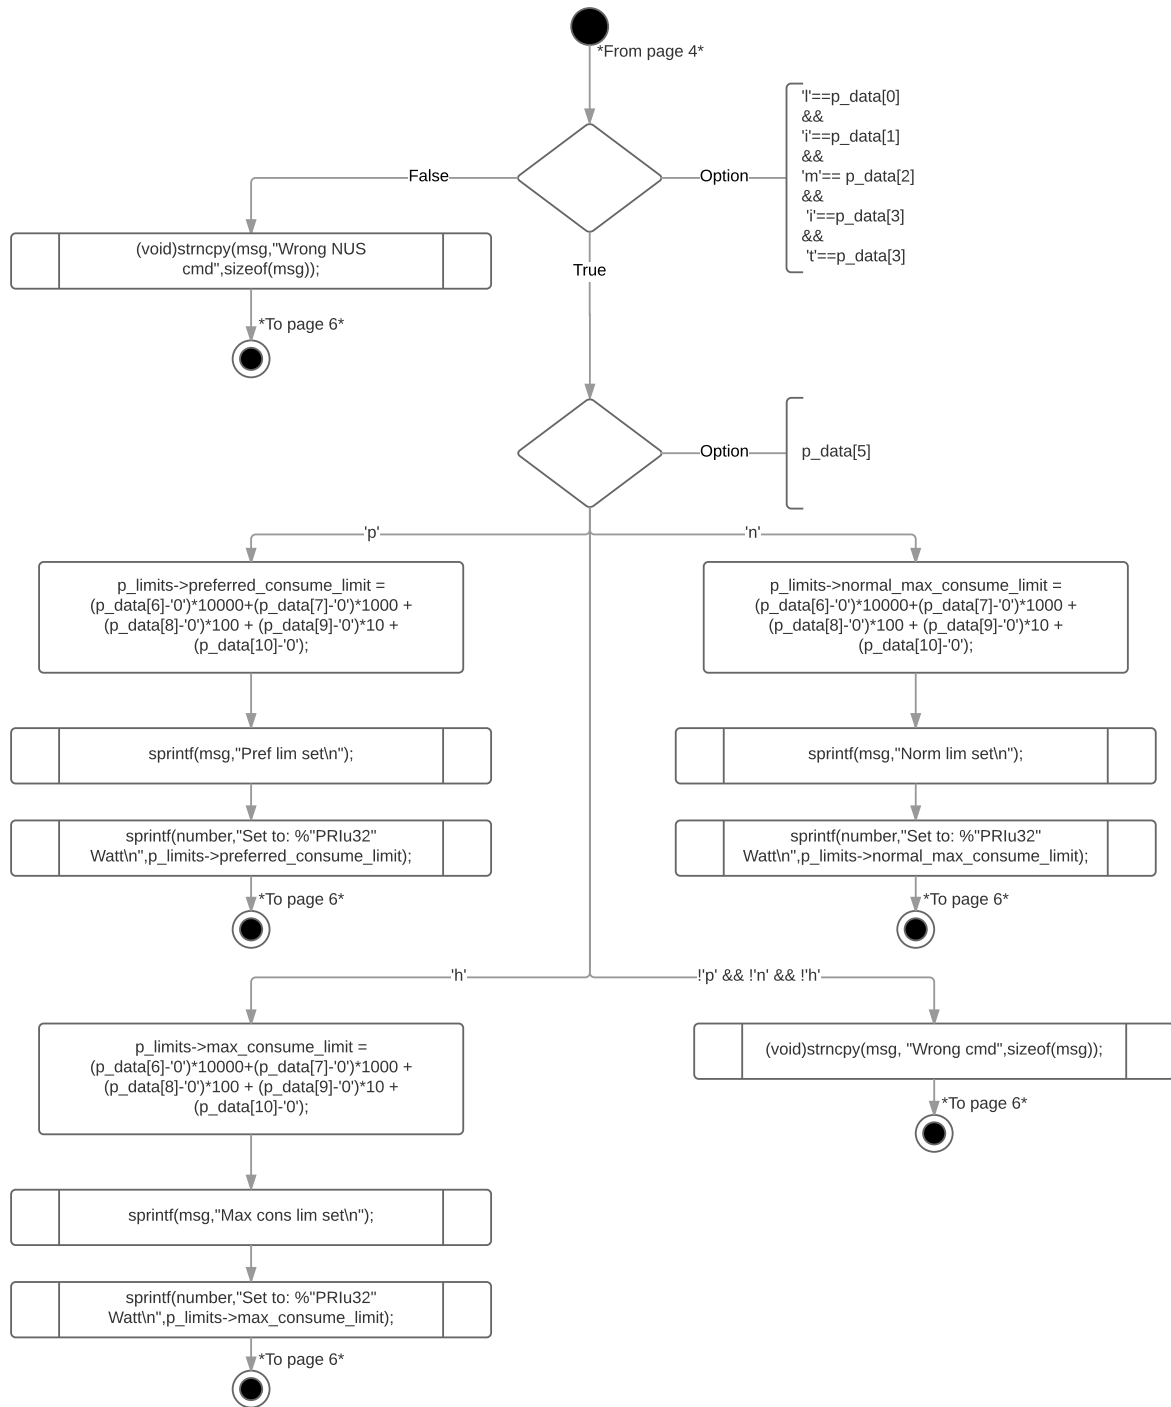 *From page 4*
'l'==p_data[0]
&&
'i'==p_data[1]
&&
'm'== p_data[2]
&&
'i'==p_data[3]
&&
't'==p_data[3]
False
Option
(void)strncpy(msg,"Wrong NUS
cmd",sizeof(msg));
True
*To page 6*
Option
p_data[5]
'p'
'n'
p_limits->preferred_consume_limit =
(p_data[6]-'0')*10000+(p_data[7]-'0')*1000 +
(p_data[8]-'0')*100 + (p_data[9]-'0')*10 +
(p_data[10]-'0');
p_limits->normal_max_consume_limit =
(p_data[6]-'0')*10000+(p_data[7]-'0')*1000 +
(p_data[8]-'0')*100 + (p_data[9]-'0')*10 +
(p_data[10]-'0');
sprintf(msg,"Pref lim set\n");
sprintf(msg,"Norm lim set\n");
sprintf(number,"Set to: %"PRIu32"
Watt\n",p_limits->preferred_consume_limit);
sprintf(number,"Set to: %"PRIu32"
Watt\n",p_limits->normal_max_consume_limit);
*To page 6*
*To page 6*
'h'
!'p' && !'n' && !'h'
p_limits->max_consume_limit =
(p_data[6]-'0')*10000+(p_data[7]-'0')*1000 +
(p_data[8]-'0')*100 + (p_data[9]-'0')*10 +
(p_data[10]-'0');
(void)strncpy(msg, "Wrong cmd",sizeof(msg));
*To page 6*
sprintf(msg,"Max cons lim set\n");
sprintf(number,"Set to: %"PRIu32"
Watt\n",p_limits->max_consume_limit);
*To page 6*